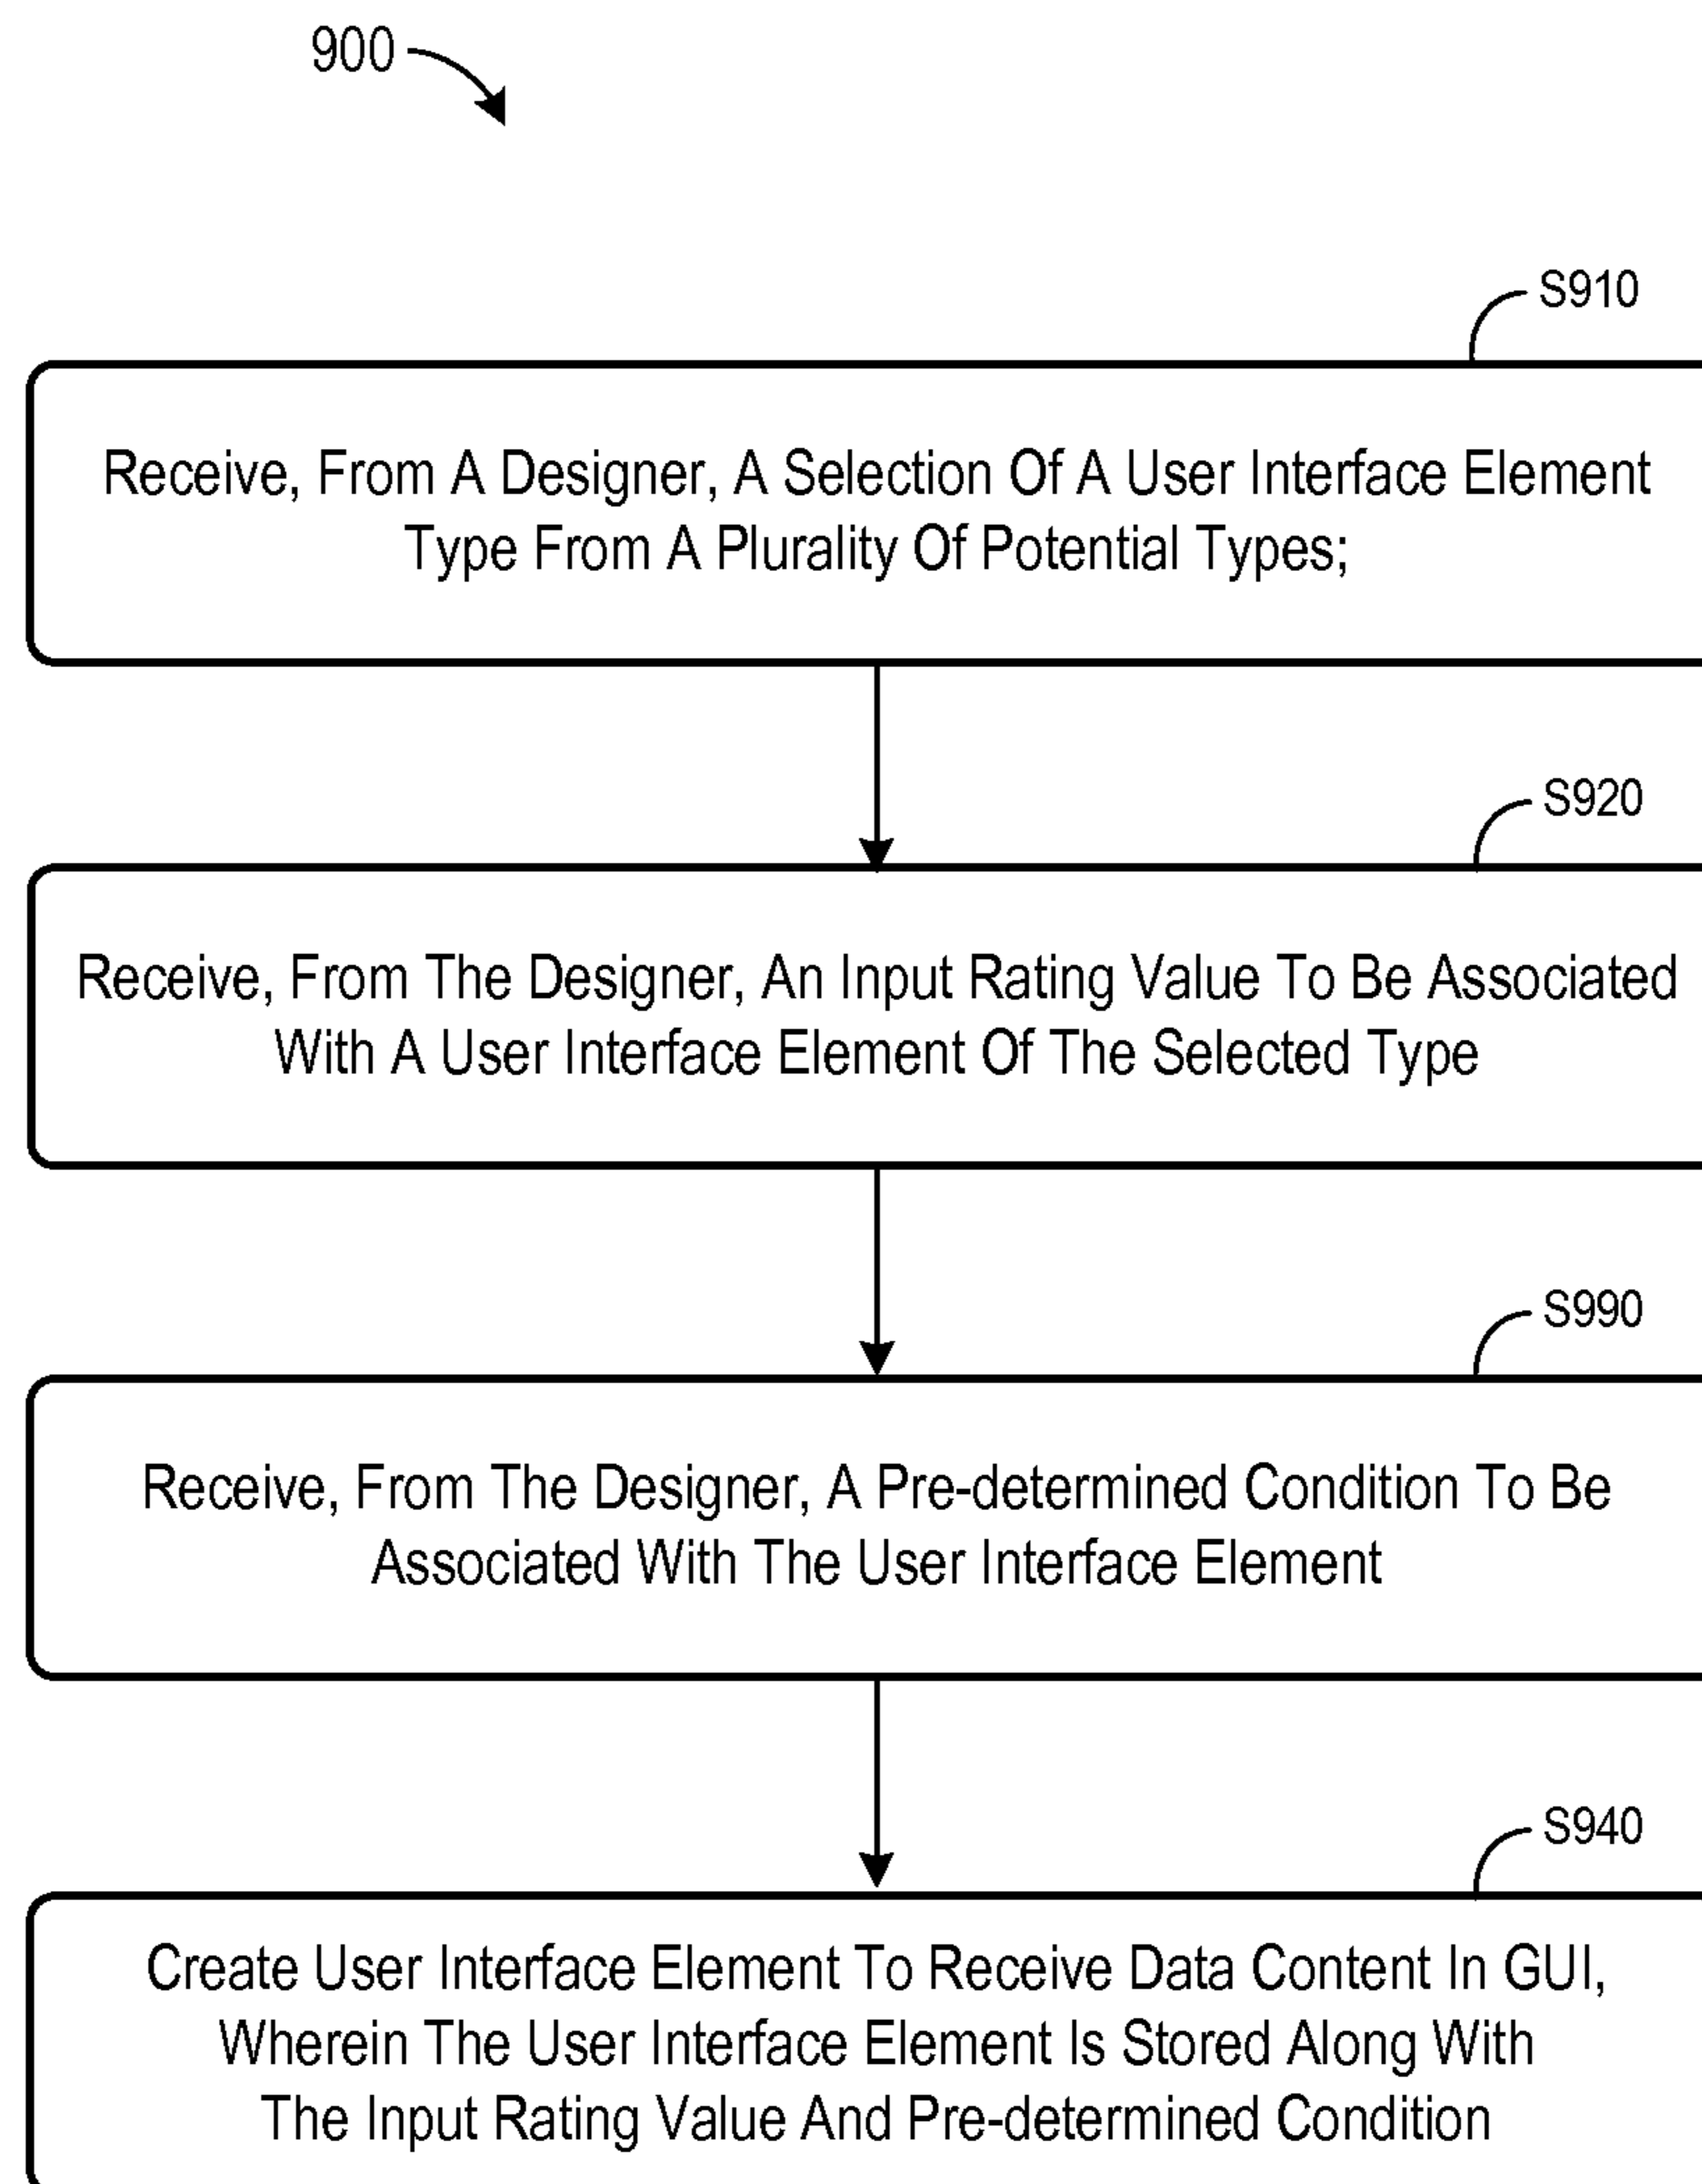 900
S910
Receive, From A Designer, A Selection Of A User Interface Element
Type From A Plurality Of Potential Types;
S920
Receive, From The Designer, An Input Rating Value To Be Associated
With A User Interface Element Of The Selected Type
S990
Receive, From The Designer, A Pre-determined Condition To Be
Associated With The User Interface Element
S940
Create User Interface Element To Receive Data Content In GUI,
Wherein The User Interface Element Is Stored Along With
The Input Rating Value And Pre-determined Condition